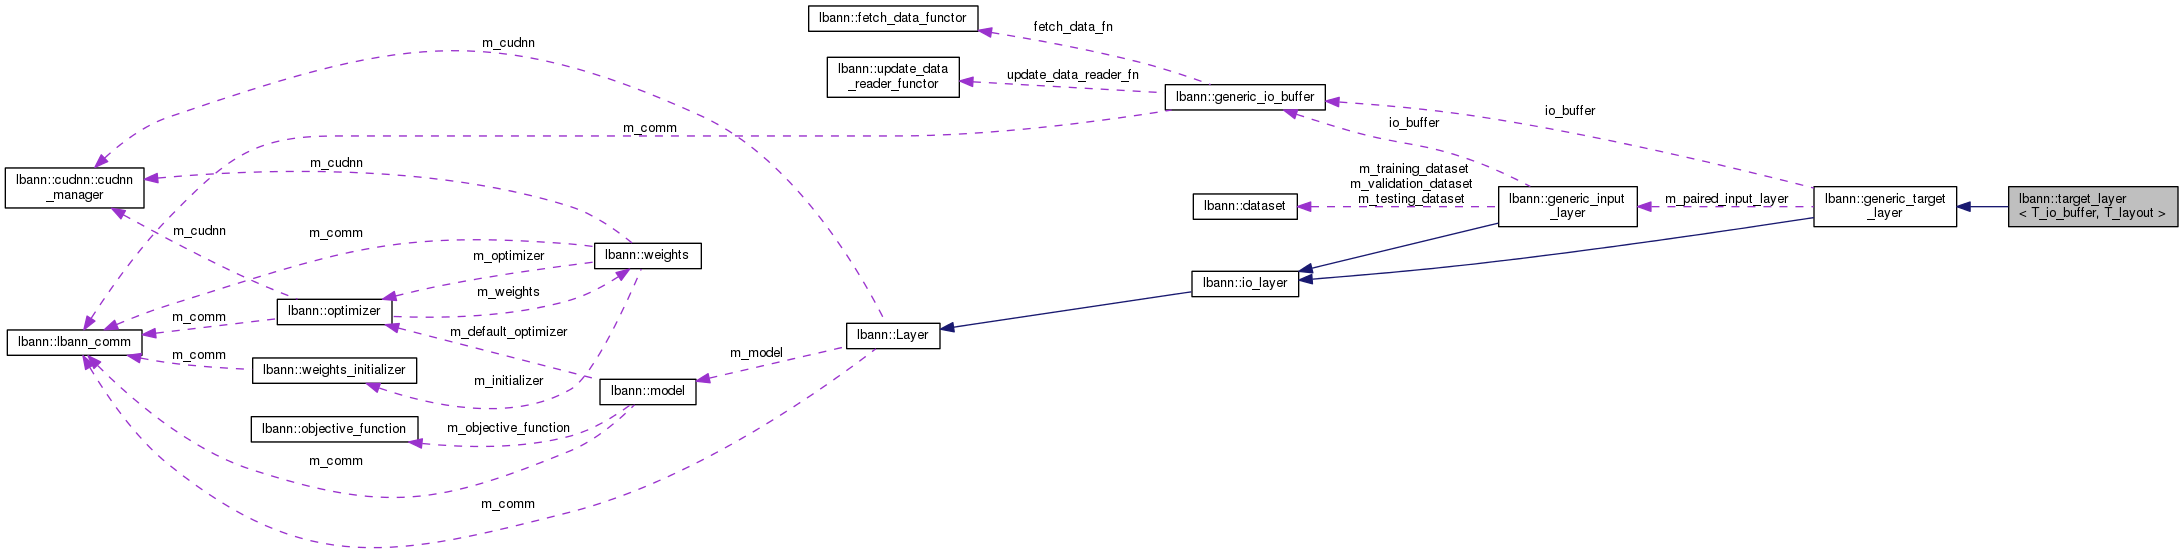 lbann::fetch_data_functor
fetch_data_fn
m_cudnn
lbann::update_data
_reader_functor
update_data_reader_fn
lbann::generic_io_buffer
io_buffer
io_buffer
m_comm
m_cudnn
lbann::cudnn::cudnn
_manager
m_training_dataset
m_validation_dataset
m_testing_dataset
lbann::dataset
lbann::generic_input
_layer
m_paired_input_layer
lbann::generic_target
_layer
lbann::target_layer
< T_io_buffer, T_layout >
m_cudnn
m_comm
lbann::weights
m_optimizer
m_weights
lbann::io_layer
lbann::optimizer
m_comm
m_default_optimizer
lbann::Layer
lbann::lbann_comm
m_comm
m_model
lbann::weights_initializer
m_initializer
lbann::model
lbann::objective_function
m_objective_function
m_comm
m_comm